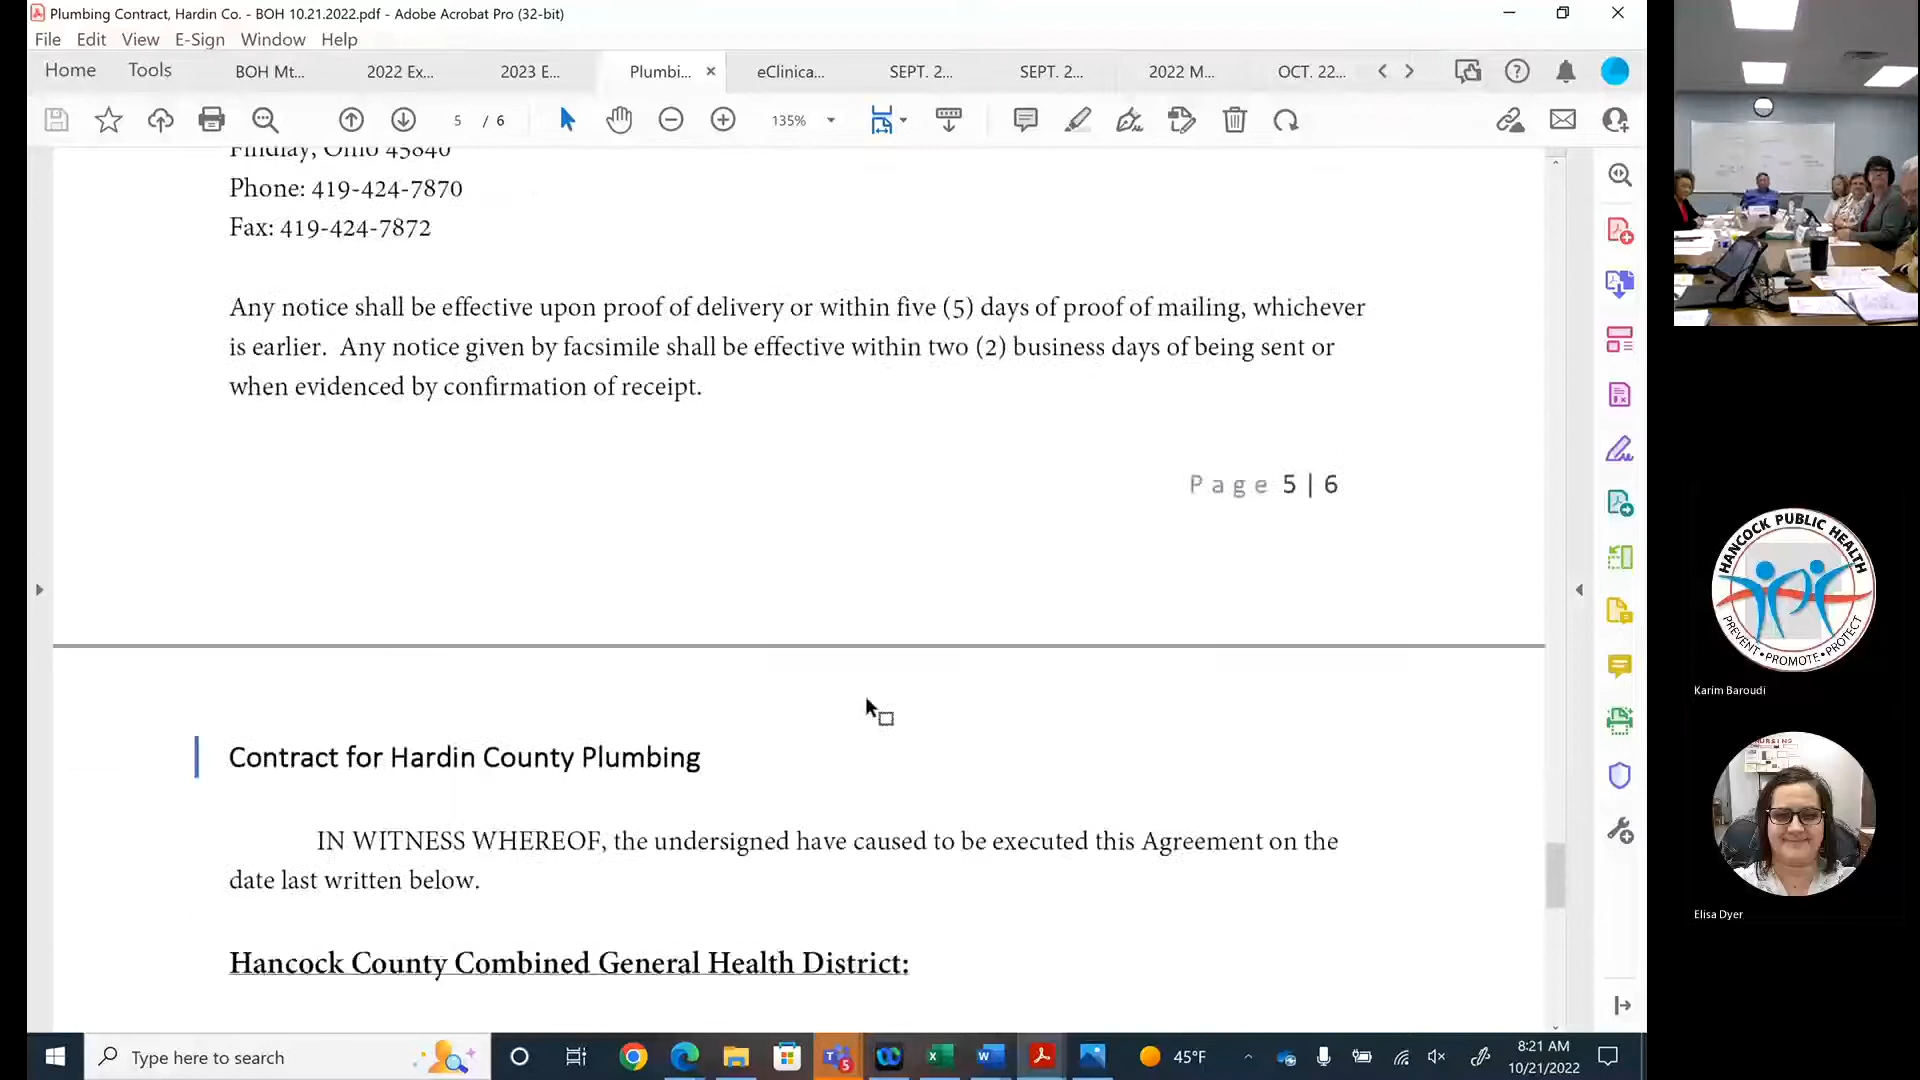 Plumbing Contract, Hardin Co. - BOH 10.21.2022.pdf - Adobe Acrobat Pro (32-bit)
File Edit View E-Sign Window Help
Home Tools BOH Mt... 2022 Ex... 2023 E... Plumbi... eClinica... SEPT. 2... SEPT. 2... 2022 M... OCT. 22...
5 / 6 135%
Findlay, Ohio 45840
Phone: 419-424-7870
Fax: 419-424-7872
Any notice shall be effective upon proof of delivery or within five (5) days of proof of mailing, whichever
is earlier. Any notice given by facsimile shall be effective within two (2) business days of being sent or
when evidenced by confirmation of receipt.
Page 5 | 6
Contract for Hardin County Plumbing
IN WITNESS WHEREOF, the undersigned have caused to be executed this Agreement on the
date last written below.
Hancock County Combined General Health District:
HANCOCK PUBLIC HEALTH
PREVENT • PROMOTE • PROTECT
Karim Baroudi
Elisa Dyer
Type here to search
5
45°F
8:21 AM
10/21/2022